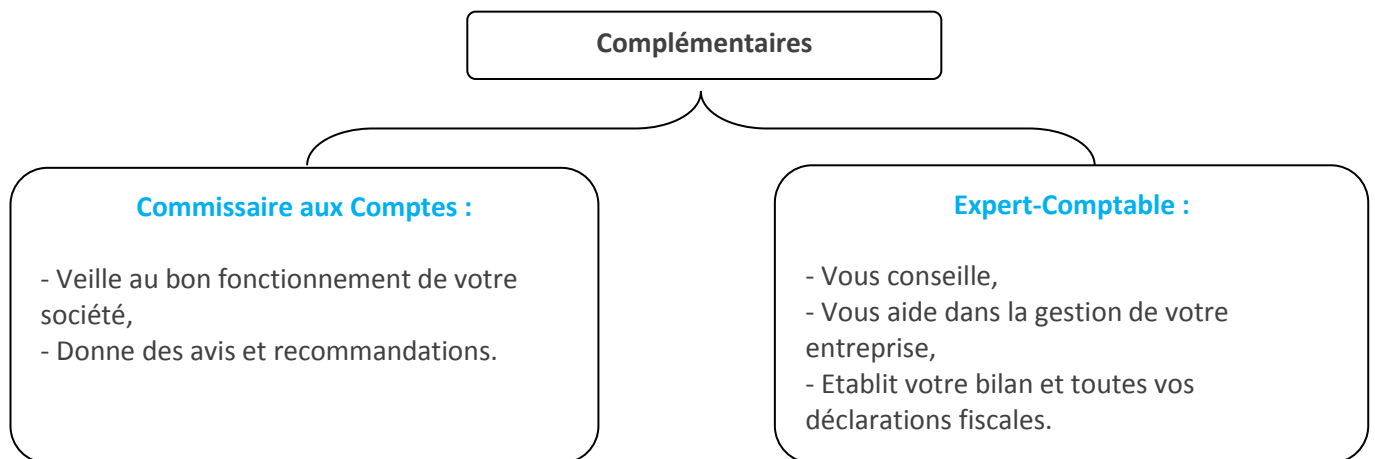 Complémentaires
Commissaire aux Comptes :
- Veille au bon fonctionnement de votre
société,
- Donne des avis et recommandations.
Expert-Comptable :
- Vous conseille,
- Vous aide dans la gestion de votre
entreprise,
- Etablit votre bilan et toutes vos
déclarations fiscales.